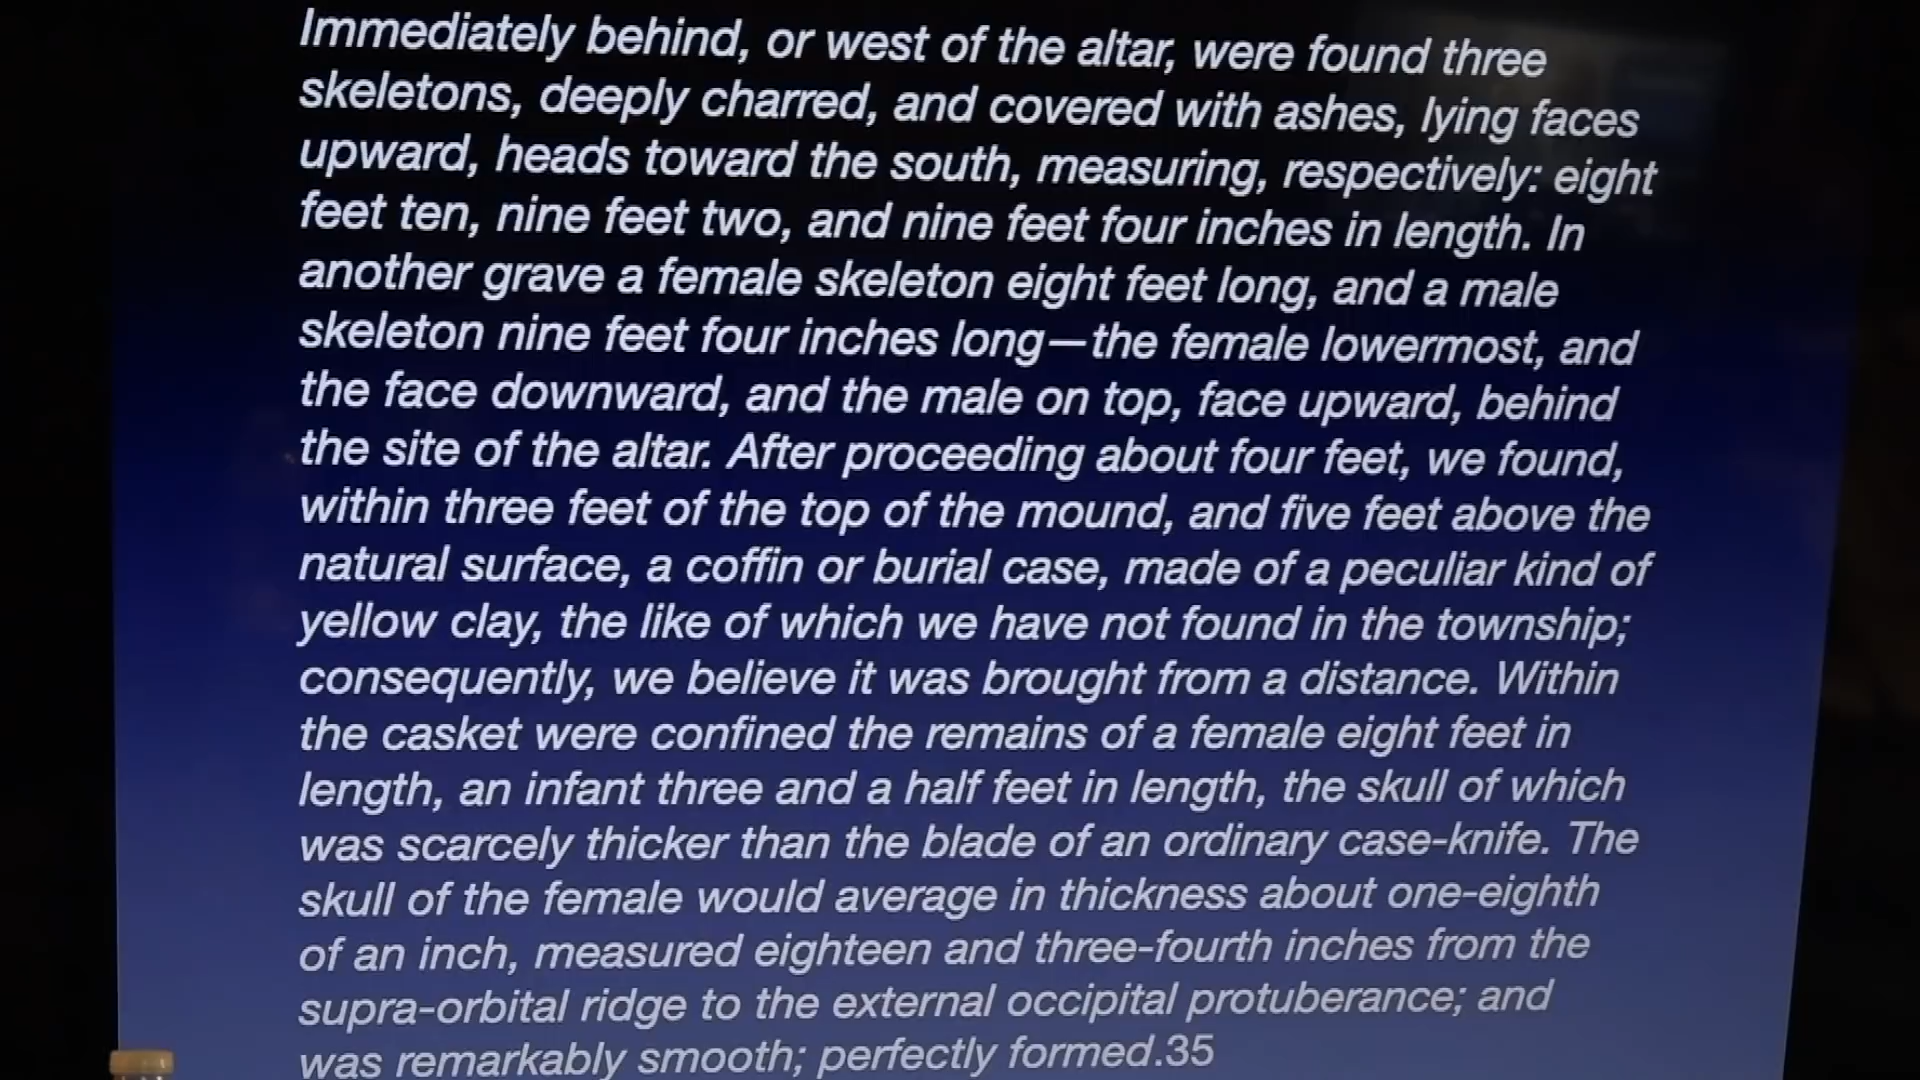 Immediately behind, or west of the altar, were found three
skeletons, deeply charred, and covered with ashes, lying faces
upward, heads toward the south, measuring, respectively: eight
feet ten, nine feet two, and nine feet four inches in length. In
another grave a female skeleton eight feet long, and a male
skeleton nine feet four inches long—the female lowermost, and
the face downward, and the male on top, face upward, behind
the site of the altar. After proceeding about four feet, we found,
within three feet of the top of the mound, and five feet above the
natural surface, a coffin or burial case, made of a peculiar kind of
yellow clay, the like of which we have not found in the township;
consequently, we believe it was brought from a distance. Within
the casket were confined the remains of a female eight feet in
length, an infant three and a half feet in length, the skull of which
was scarcely thicker than the blade of an ordinary case-knife. The
skull of the female would average in thickness about one-eighth
of an inch, measured eighteen and three-fourth inches from the
supra-orbital ridge to the external occipital protuberance; and
was remarkably smooth; perfectly formed.35